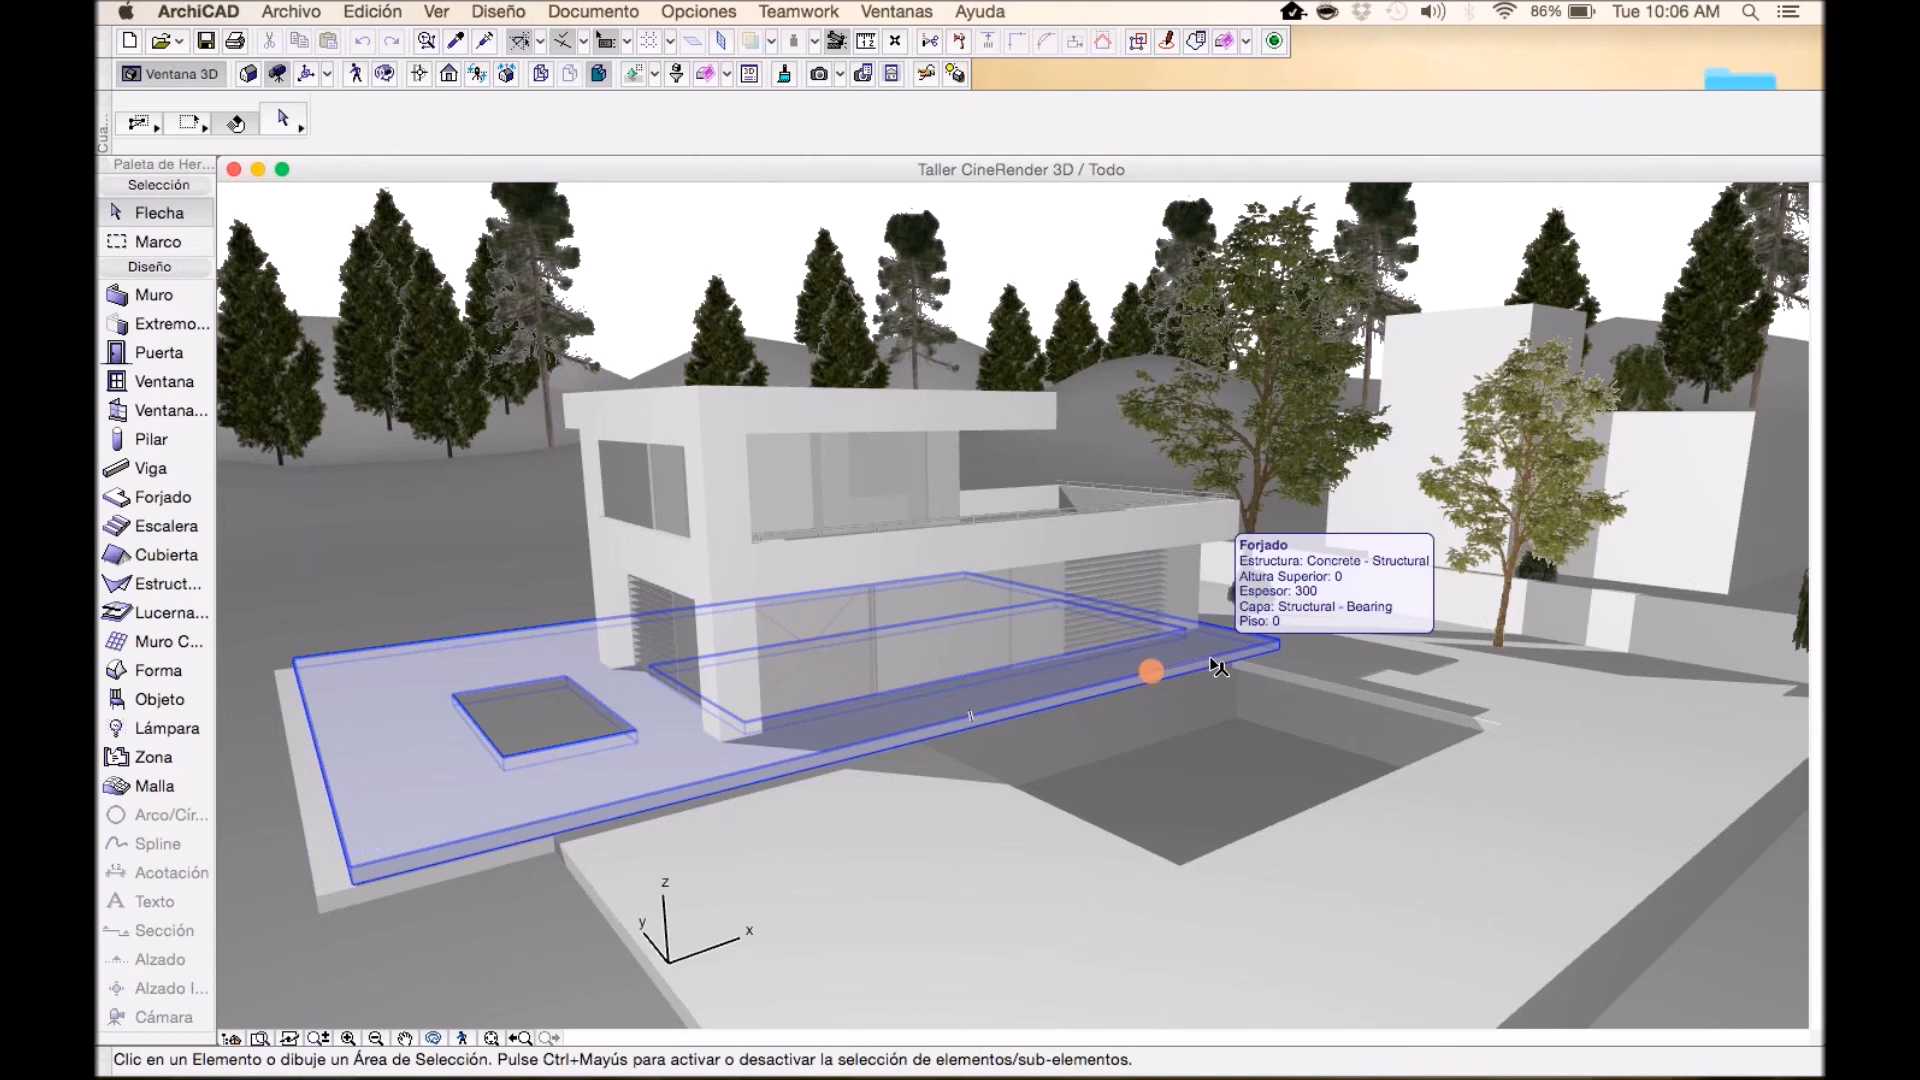 ArchiCAD Archivo Edición Ver Diseño Documento Opciones Teamwork Ventanas Ayuda 86% Tue 10:06 AM
Ventana 3D
Cua...
Paleta de Her...
Taller CineRender 3D / Todo
Selección
Flecha
Marco
Diseño
Muro
Extremo...
Puerta
Ventana
Ventana...
Pilar
Viga
Forjado
Escalera
Cubierta
Estruct...
Lucerna...
Muro C...
Forma
Objeto
Lámpara
Zona
Malla
Arco/Cír...
Spline
Acotación
Texto
Sección
Alzado
Alzado I...
Cámara
Forjado
Estructura: Concrete - Structural
Altura Superior: 0
Espesor: 300
Capa: Structural - Bearing
Piso: 0
z
y
x
Clic en un Elemento o dibuje un Área de Selección. Pulse Ctrl+Mayús para activar o desactivar la selección de elementos/sub-elementos.